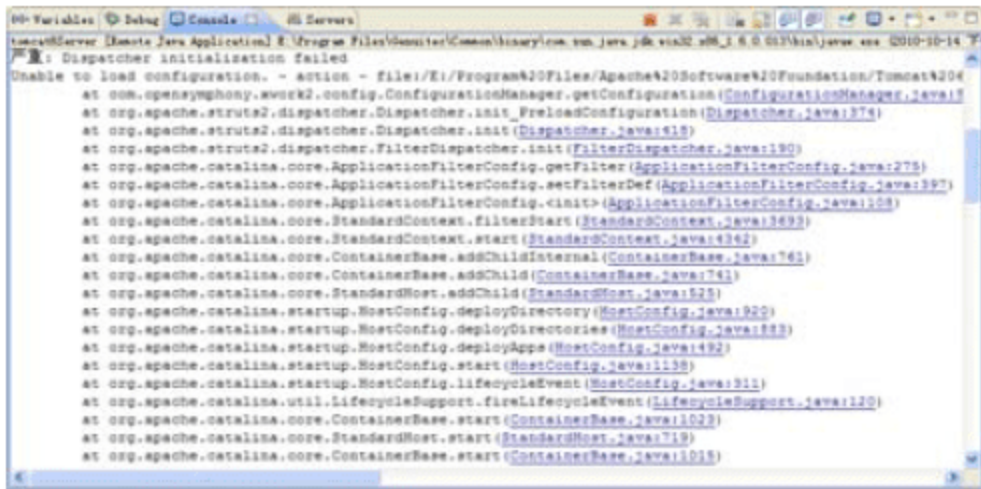 Variables Debug Console Servers
tomcat6Server [Remote Java Application] E:\Program Files\Genuitec\Common\binary\com.sun.java.jdk.win32.x86_1.6.0.013\bin\javaw.exe (2010-10-14 下
严重: Dispatcher initialization failed
Unable to load configuration. - action - file:/E:/Program%20Files/Apache%20Software%20Foundation/Tomcat%206
at com.opensymphony.xwork2.config.ConfigurationManager.getConfiguration(ConfigurationManager.java:5
at org.apache.struts2.dispatcher.Dispatcher.init_PreloadConfiguration(Dispatcher.java:374)
at org.apache.struts2.dispatcher.Dispatcher.init(Dispatcher.java:418)
at org.apache.struts2.dispatcher.FilterDispatcher.init(FilterDispatcher.java:190)
at org.apache.catalina.core.ApplicationFilterConfig.getFilter(ApplicationFilterConfig.java:275)
at org.apache.catalina.core.ApplicationFilterConfig.setFilterDef(ApplicationFilterConfig.java:397)
at org.apache.catalina.core.ApplicationFilterConfig.<init>(ApplicationFilterConfig.java:108)
at org.apache.catalina.core.StandardContext.filterStart(StandardContext.java:3693)
at org.apache.catalina.core.StandardContext.start(StandardContext.java:4342)
at org.apache.catalina.core.ContainerBase.addChildInternal(ContainerBase.java:761)
at org.apache.catalina.core.ContainerBase.addChild(ContainerBase.java:741)
at org.apache.catalina.core.StandardHost.addChild(StandardHost.java:525)
at org.apache.catalina.startup.HostConfig.deployDirectory(HostConfig.java:920)
at org.apache.catalina.startup.HostConfig.deployDirectories(HostConfig.java:883)
at org.apache.catalina.startup.HostConfig.deployApps(HostConfig.java:492)
at org.apache.catalina.startup.HostConfig.start(HostConfig.java:1138)
at org.apache.catalina.startup.HostConfig.lifecycleEvent(HostConfig.java:311)
at org.apache.catalina.util.LifecycleSupport.fireLifecycleEvent(LifecycleSupport.java:120)
at org.apache.catalina.core.ContainerBase.start(ContainerBase.java:1023)
at org.apache.catalina.core.StandardHost.start(StandardHost.java:719)
at org.apache.catalina.core.ContainerBase.start(ContainerBase.java:1015)